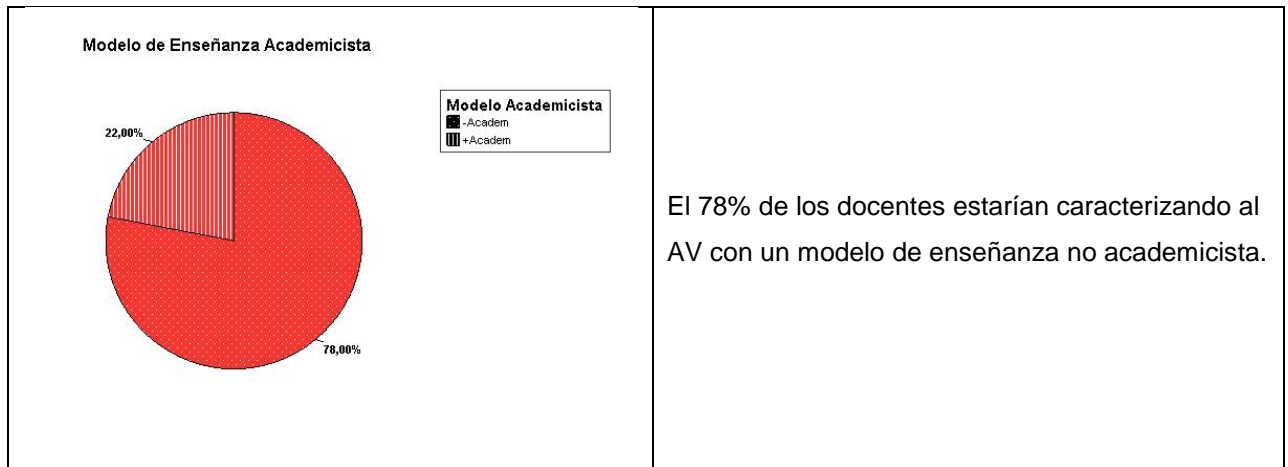 Modelo de Enseñanza Academicista
Modelo Academicista
-Academ
+Academ
22,00%
78,00%
El 78% de los docentes estarían caracterizando al
AV con un modelo de enseñanza no academicista.